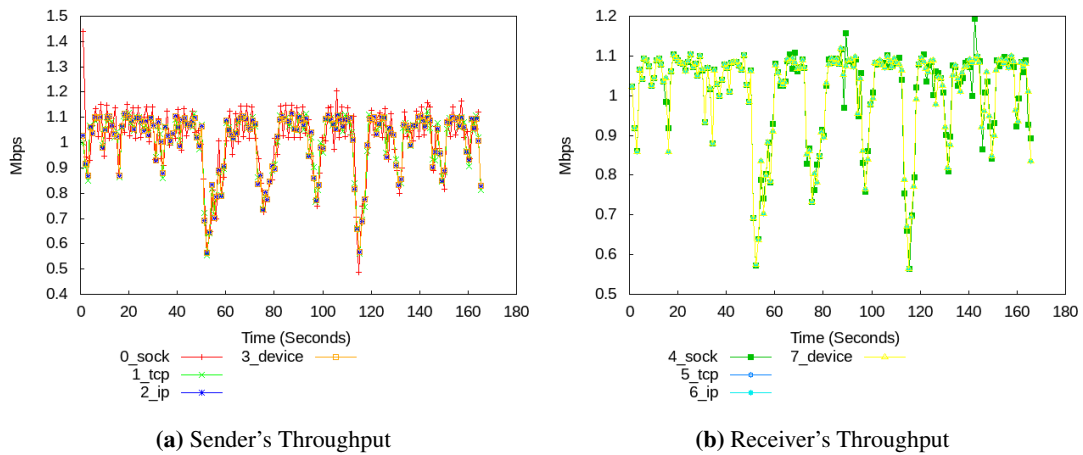 1.5
1.4
1.3
1.2
1.1
1
0.9
0.8
0.7
0.6
0.5
0.4
Mbps
0 20 40 60 80 100 120 140 160 180
Time (Seconds)
0_sock 3_device
1_tcp
2_ip
(a) Sender's Throughput
1.2
1.1
1
0.9
0.8
0.7
0.6
0.5
Mbps
0 20 40 60 80 100 120 140 160 180
Time (Seconds)
4_sock 7_device
5_tcp
6_ip
(b) Receiver's Throughput